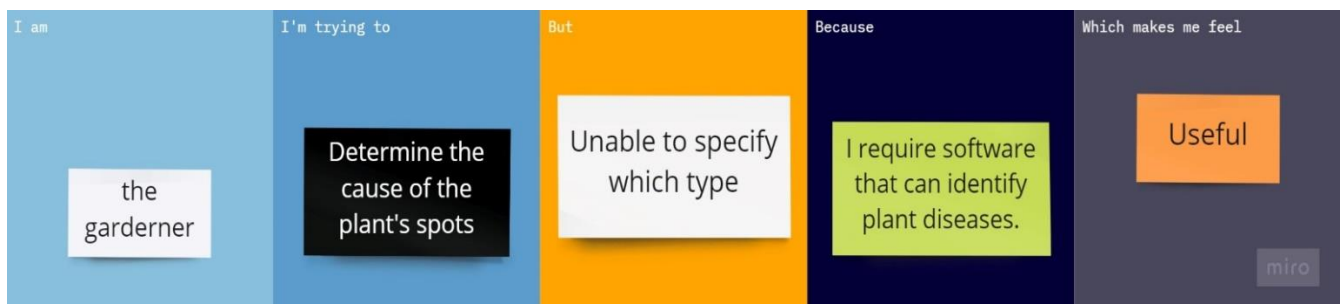 I am
the
garderner
I'm trying to
Determine the
cause of the
plant's spots
But
Unable to specify
which type
Because
I require software
that can identify
plant diseases.
Which makes me feel
Useful
miro